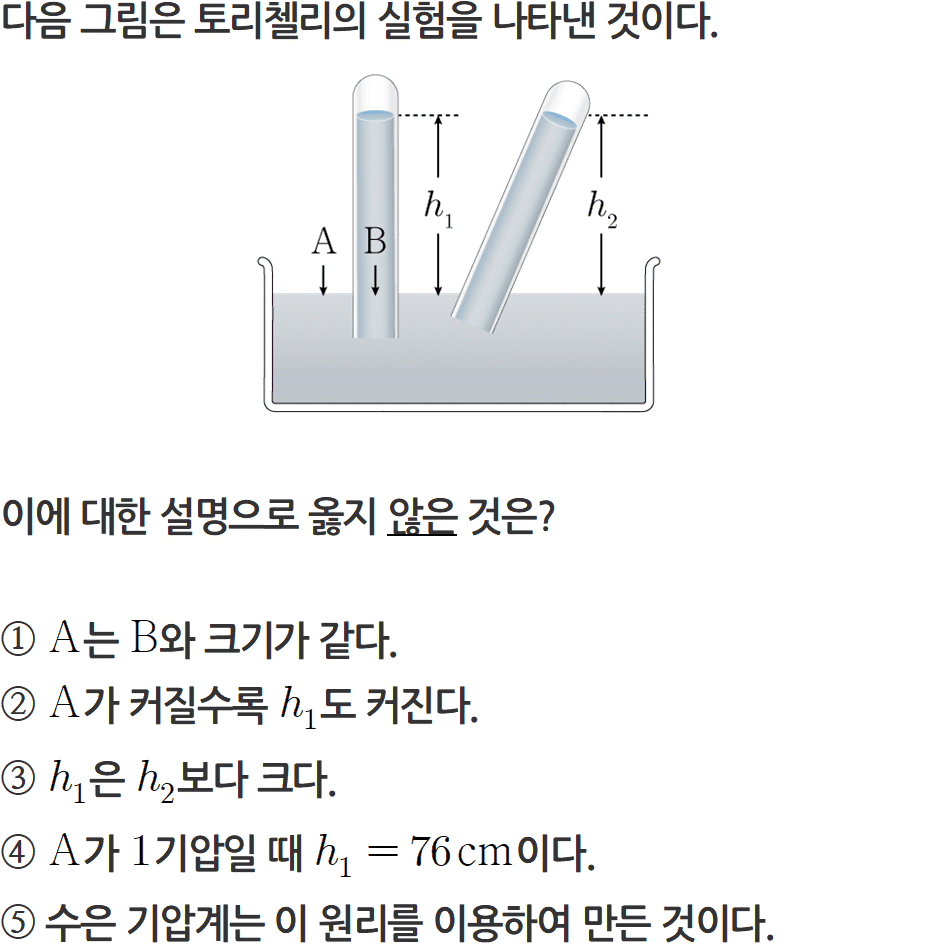 다음 그림은 토리첼리의 실험을 나타낸 것이다.
A B h₁ h₂
이에 대한 설명으로 옳지 않은 것은?
① A는 B와 크기가 같다.
② A가 커질수록 h₁도 커진다.
③ h₁은 h₂보다 크다.
④ A가 1기압일 때 h₁ = 76cm이다.
⑤ 수은 기압계는 이 원리를 이용하여 만든 것이다.